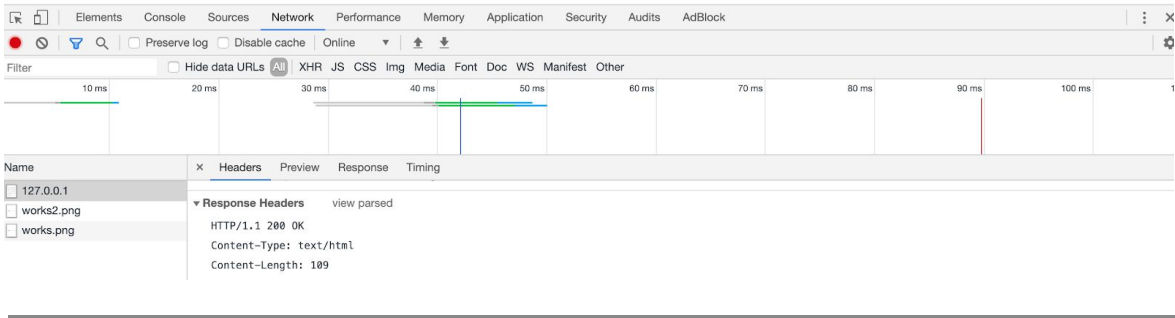 Elements Console Sources Network Performance Memory Application Security Audits AdBlock
Preserve log Disable cache Online
Filter Hide data URLs All XHR JS CSS Img Media Font Doc WS Manifest Other
10 ms 20 ms 30 ms 40 ms 50 ms 60 ms 70 ms 80 ms 90 ms 100 ms 1
Name × Headers Preview Response Timing
127.0.0.1
▼ Response Headers view parsed
works2.png
HTTP/1.1 200 OK
works.png
Content-Type: text/html
Content-Length: 109